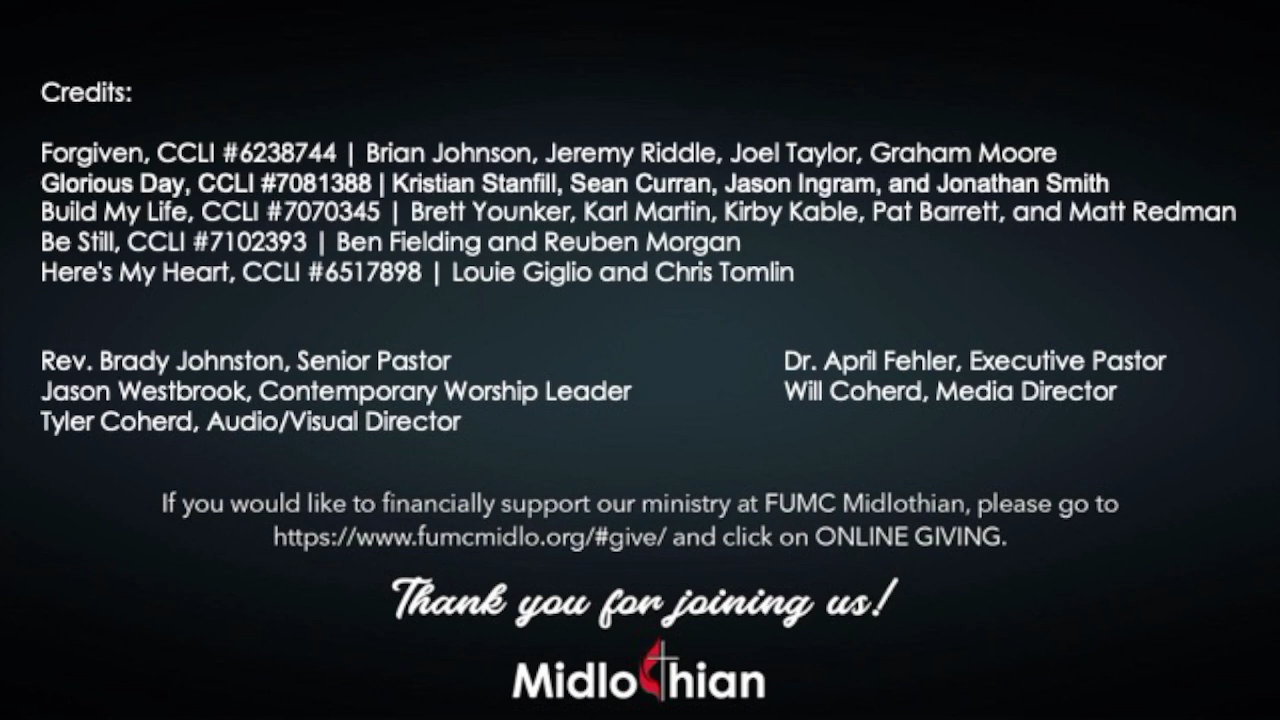 Credits:
Forgiven, CCLI #6238744 | Brian Johnson, Jeremy Riddle, Joel Taylor, Graham Moore
Glorious Day, CCLI #7081388 | Kristian Stanfill, Sean Curran, Jason Ingram, and Jonathan Smith
Build My Life, CCLI #7070345 | Brett Younker, Karl Martin, Kirby Kable, Pat Barrett, and Matt Redman
Be Still, CCLI #7102393 | Ben Fielding and Reuben Morgan
Here's My Heart, CCLI #6517898 | Louie Giglio and Chris Tomlin
Rev. Brady Johnston, Senior Pastor
Jason Westbrook, Contemporary Worship Leader
Tyler Coherd, Audio/Visual Director
Dr. April Fehler, Executive Pastor
Will Coherd, Media Director
If you would like to financially support our ministry at FUMC Midlothian, please go to
https://www.fumcmidlo.org/#give/ and click on ONLINE GIVING.
Thank you for joining us!
Midlothian